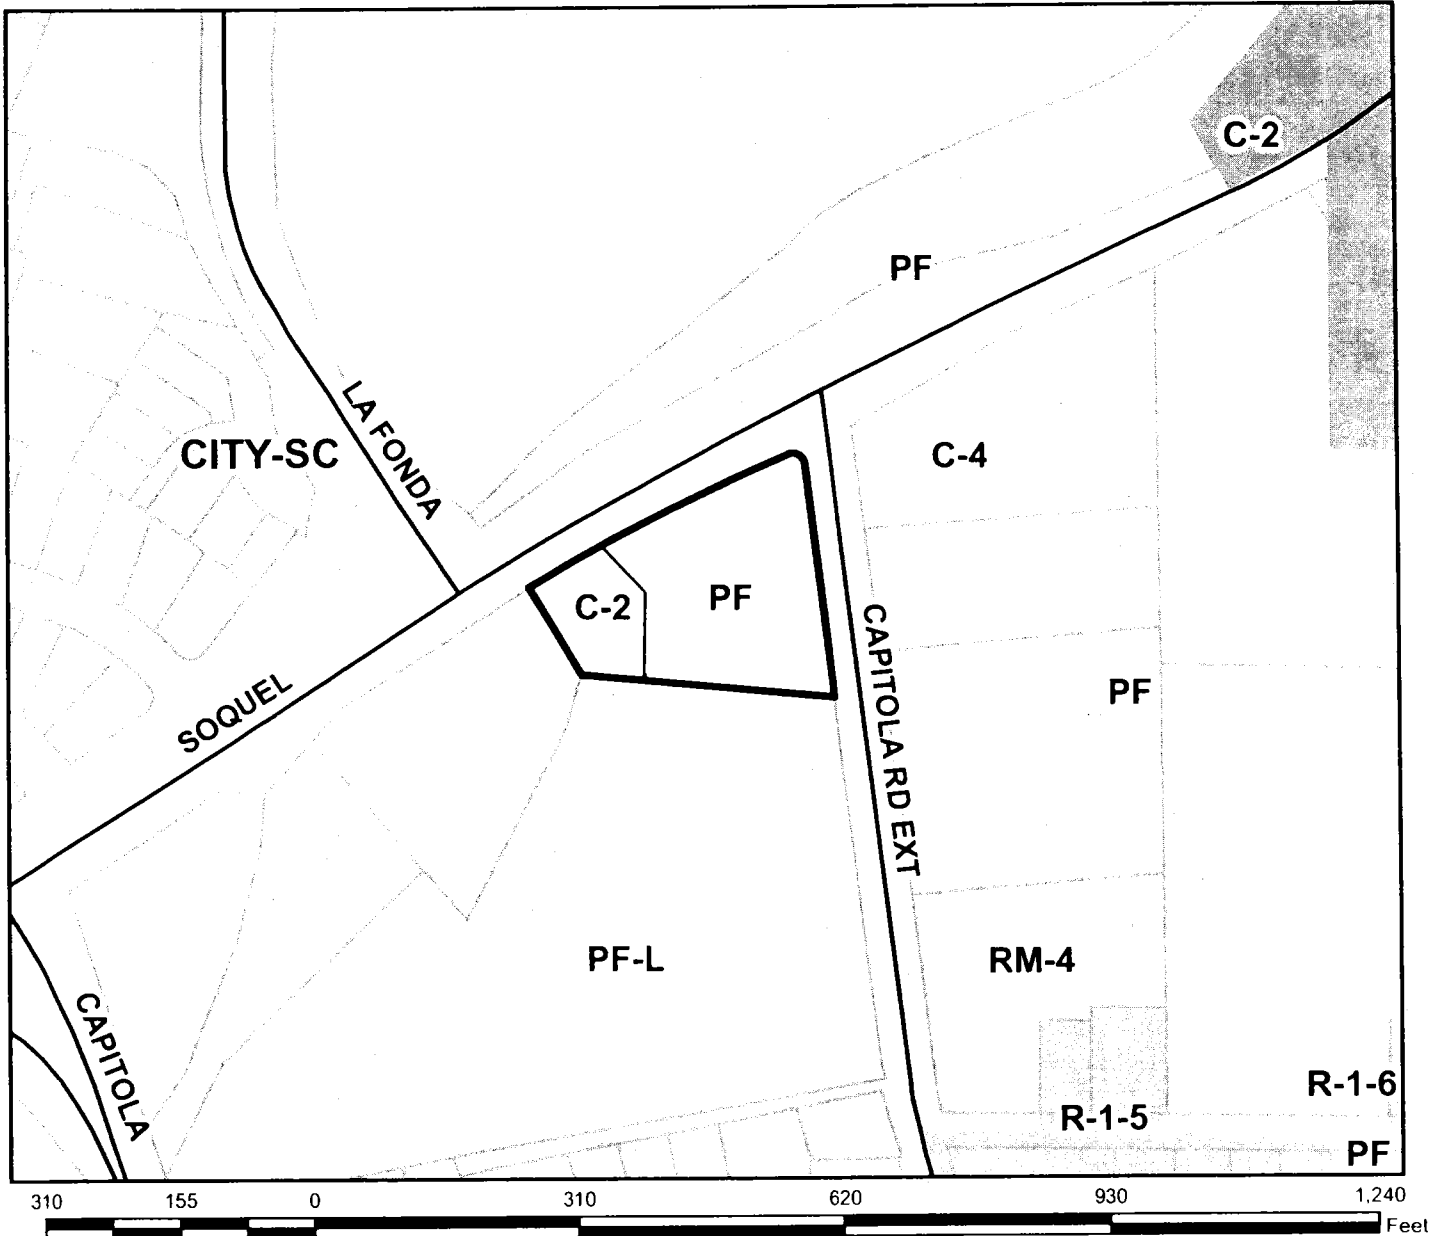 C-2
PF
LA FONDA
CITY-SC
C-4
C-2
PF
CAPITOLA RD EXT
SOQUEL
PF
PF-L
RM-4
CAPITOLA
R-1-6
R-1-5
PF
310 155 0 310 620 930 1,240
Feet